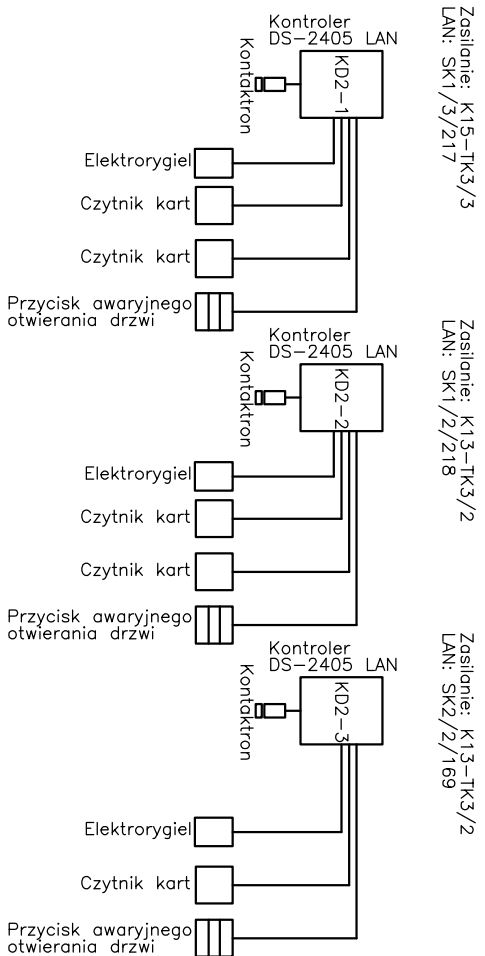 Zasilanie: K15-TK3/3
LAN: SK1/3/217
Kontroler
DS-2405 LAN
KD2-1
Kontaktron
Elektrorygiel
Czytnik kart
Czytnik kart
Przycisk awaryjnego
otwierania drzwi
Zasilanie: K13-TK3/2
LAN: SK1/2/218
Kontroler
DS-2405 LAN
KD2-2
Kontaktron
Elektrorygiel
Czytnik kart
Czytnik kart
Przycisk awaryjnego
otwierania drzwi
Zasilanie: K13-TK3/2
LAN: SK2/2/169
Kontroler
DS-2405 LAN
KD2-3
Kontaktron
Elektrorygiel
Czytnik kart
Przycisk awaryjnego
otwierania drzwi